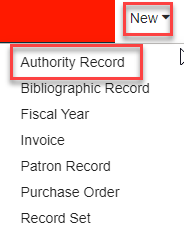 New
Authority Record
Bibliographic Record
Fiscal Year
Invoice
Patron Record
Purchase Order
Record Set